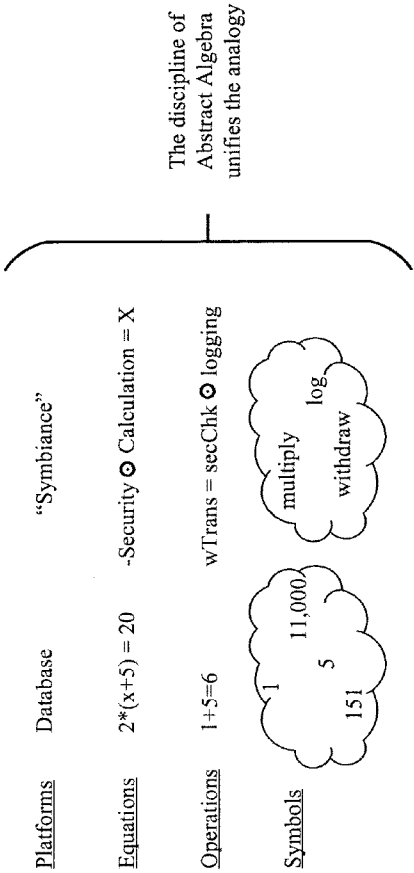 Platforms Database “Symbiance”
Equations 2*(x+5) = 20 -Security ⊙ Calculation = X
Operations 1+5=6 wTrans = secChk ⊙ logging
Symbols
1
11,000
5
151
multiply
log
withdraw
The discipline of
Abstract Algebra
unifies the analogy